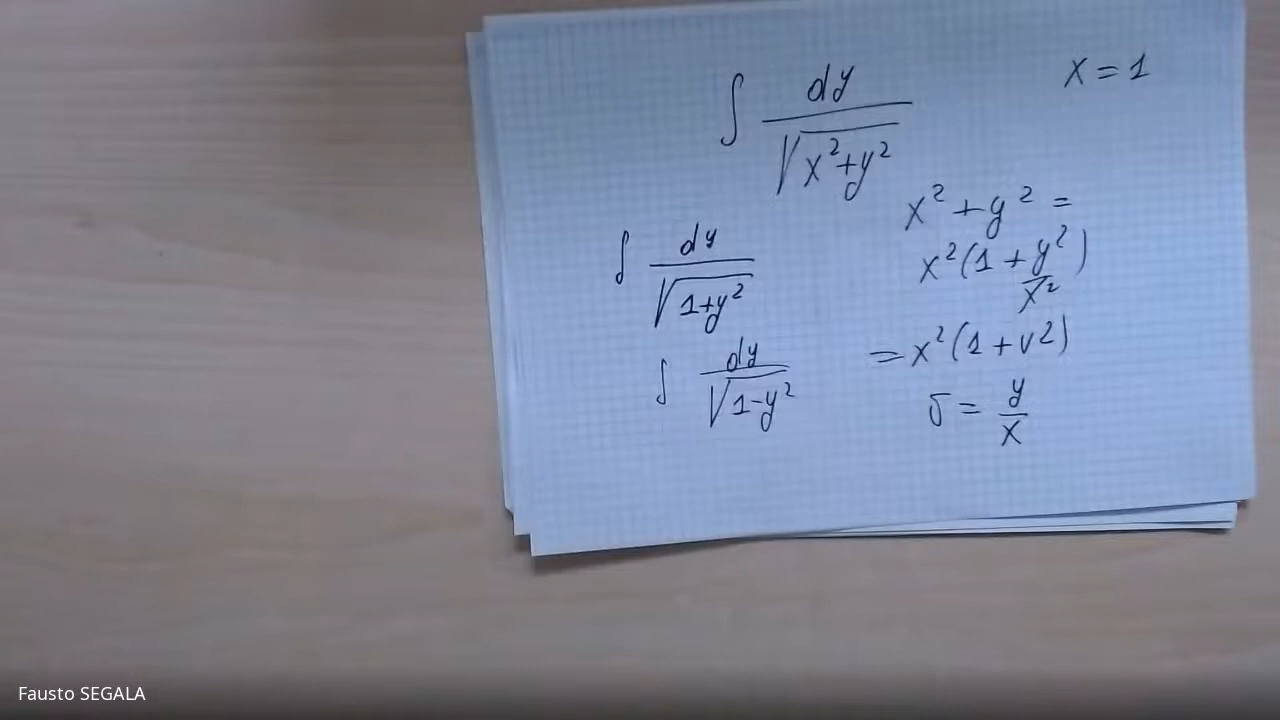 ∫ dy / √(x²+y²)
x = 1
x² + y² =
x²(1 + y²/x²)
∫ dy / √(1+y²)
= x²(1 + v²)
∫ dy / √(1-y²)
v = y/x
Fausto SEGALA